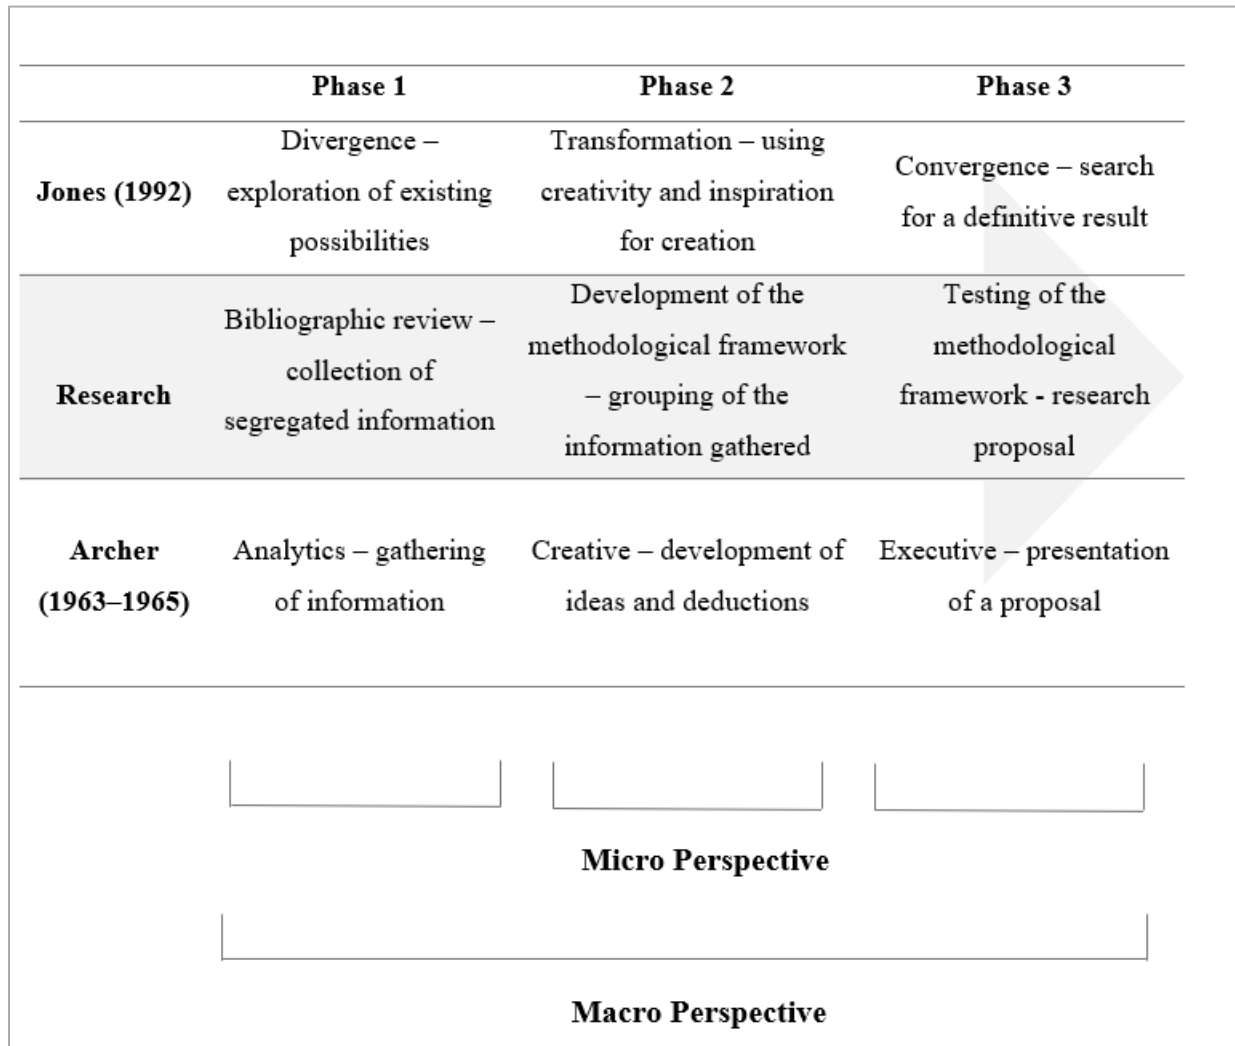 Phase 1 Phase 2 Phase 3
Jones (1992)
Divergence –
exploration of existing
possibilities
Transformation – using
creativity and inspiration
for creation
Convergence – search
for a definitive result
Research
Bibliographic review –
collection of
segregated information
Development of the
methodological framework
– grouping of the
information gathered
Testing of the
methodological
framework - research
proposal
Archer
(1963–1965)
Analytics – gathering
of information
Creative – development of
ideas and deductions
Executive – presentation
of a proposal
Micro Perspective
Macro Perspective